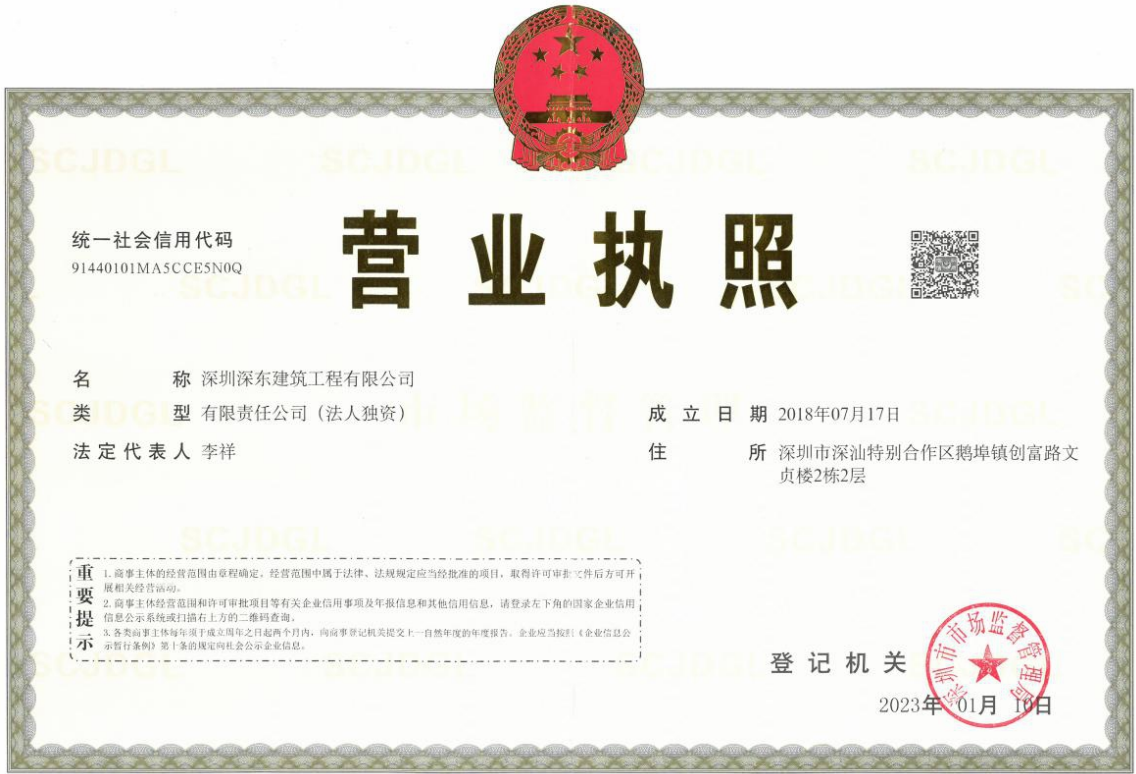 营业执照
统一社会信用代码
91440101MA5CCE5N0Q
名 称 深圳深东建筑工程有限公司
类 型 有限责任公司（法人独资）
法定代表人 李祥
成立日期 2018年07月17日
住 所 深圳市深汕特别合作区鹅埠镇创富路文
贞楼2栋2层
重要提示
1.商事主体的经营范围由章程确定。经营范围中属于法律、法规规定应当经批准的项目，取得许可审批文件后方可开
展相关经营活动。
2.商事主体经营范围和许可审批项目等有关企业信用事项及年报信息和其他信用信息，请登录左下角的国家企业信用
信息公示系统或扫描右上方的二维码查询。
3.各类商事主体每年须于成立周年之日起两个月内，向商事登记机关提交上一自然年度的年度报告。企业应当按照《企业信息公
示暂行条例》第十条的规定向社会公示企业信息。
登记机关
深圳市市场监督管理局
2023年 01月 10日
SCJDGL SCJDGL SCJDGL SCJDGL